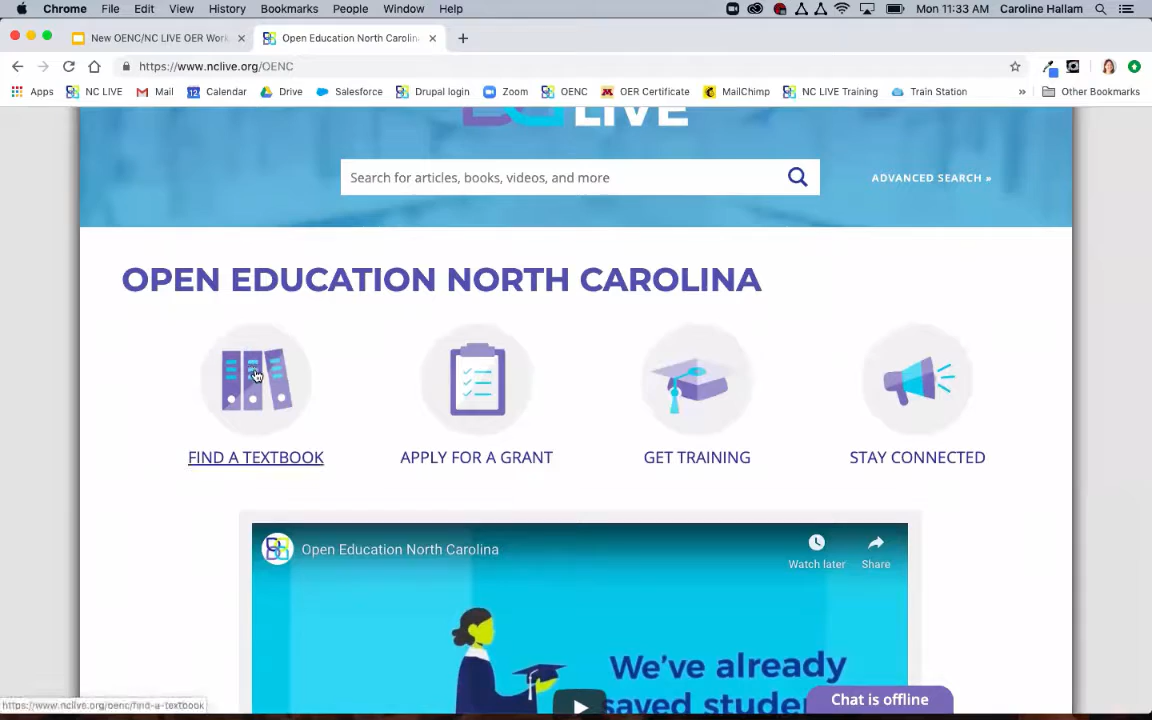 Chrome File Edit View History Bookmarks People Window Help Mon 11:33 AM Caroline Hallam
New OENC/NC LIVE OER Work Open Education North Carolin
https://www.nclive.org/OENC
Apps NC LIVE Mail Calendar Drive Salesforce Drupal login Zoom OENC OER Certificate MailChimp NC LIVE Training Train Station » Other Bookmarks
LIVE
Search for articles, books, videos, and more ADVANCED SEARCH »
OPEN EDUCATION NORTH CAROLINA
FIND A TEXTBOOK APPLY FOR A GRANT GET TRAINING STAY CONNECTED
Open Education North Carolina
Watch later Share
We've already
saved stude
Chat is offline
https://www.nclive.org/oenc/find-a-textbook